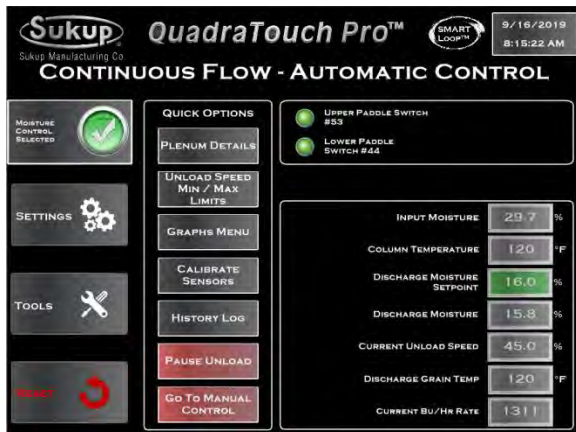 Sukup
Sukup Manufacturing Co.
QuadraTouch Pro™
SMART
LOOP™
9/16/2019
8:15:22 AM
CONTINUOUS FLOW - AUTOMATIC CONTROL
MOISTURE
CONTROL
SELECTED
SETTINGS
TOOLS
RESET
QUICK OPTIONS
PLENUM DETAILS
UNLOAD SPEED
MIN / MAX
LIMITS
GRAPHS MENU
CALIBRATE
SENSORS
HISTORY LOG
PAUSE UNLOAD
GO TO MANUAL
CONTROL
UPPER PADDLE SWITCH
#53
LOWER PADDLE
SWITCH #44
INPUT MOISTURE 29.7 %
COLUMN TEMPERATURE 120 °F
DISCHARGE MOISTURE
SETPOINT 16.0 %
DISCHARGE MOISTURE 15.8 %
CURRENT UNLOAD SPEED 45.0 %
DISCHARGE GRAIN TEMP 120 °F
CURRENT BU/HR RATE 1311